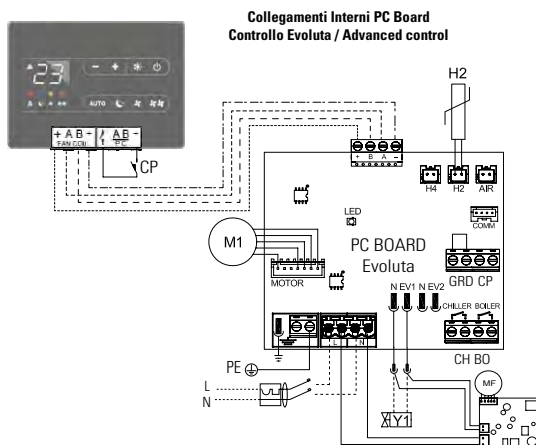 Collegamenti Interni PC Board
Controllo Evoluta / Advanced control
23
AUTO
+ A B - A B -
FAN COIL P.C.
CP
H2
+ B A -
H4 H2 AIR
LED
COMM
M1
PC BOARD
Evoluta
MOTOR
GRD CP
N EV1 N EV2
CHILLER BOILER
L N
CH BO
PE
L
N
Y1
MF